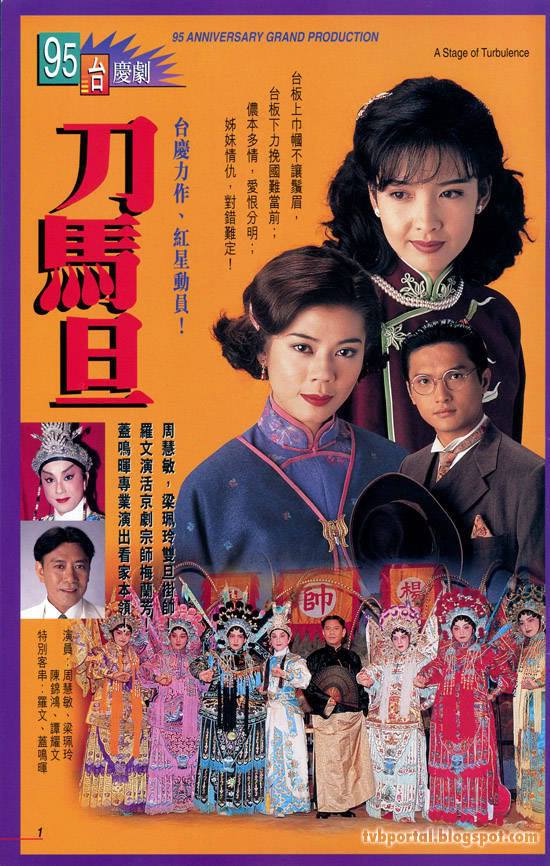 95 ANNIVERSARY GRAND PRODUCTION
A Stage of Turbulence
95台慶劇
刀馬旦
台慶力作、紅星動員！
台板上巾幗不讓鬚眉，
台板下力挽國難當前；
儂本多情，愛恨分明；
姊妹情仇，對錯難定！
周慧敏，梁珮玲雙旦街師
羅文演活京劇宗師梅蘭芳
蓋鳴暉專業演出看家本領
帥
楊
演員：周慧敏、梁珮玲
陳錦鴻、譚耀文
特別客串：羅文、蓋鳴暉
1
tvbportal.blogspot.com